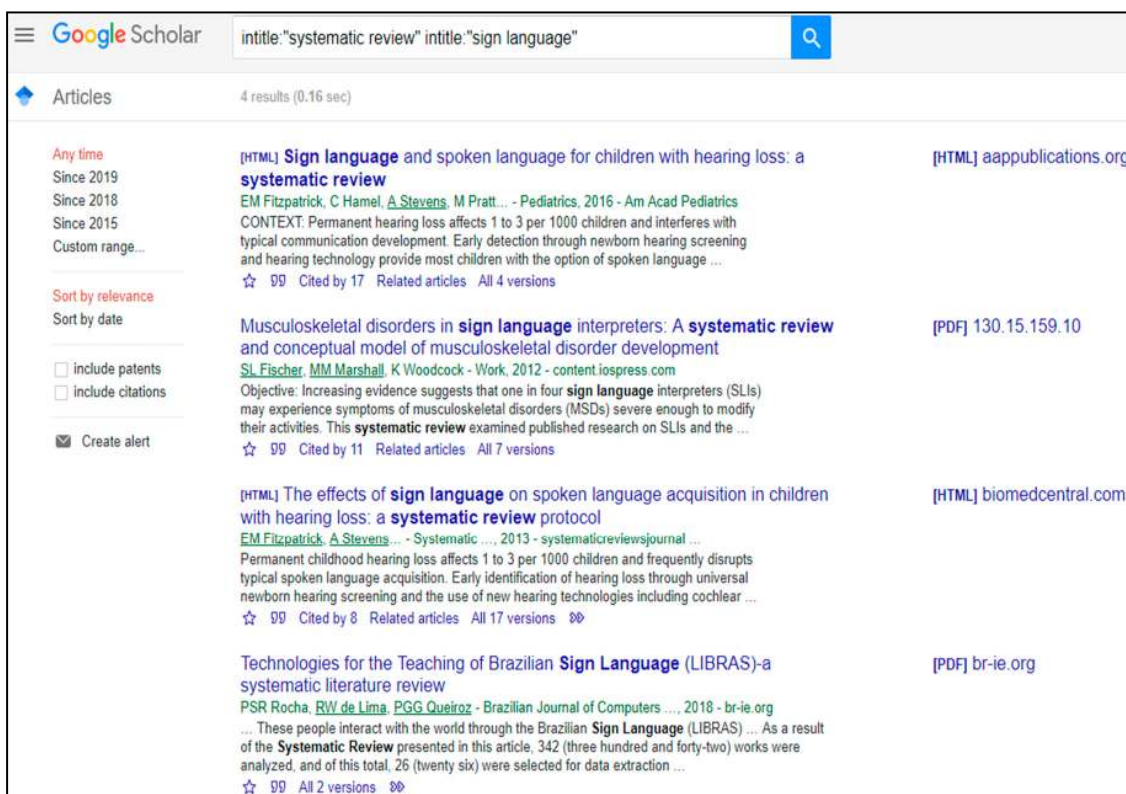 Google Scholar
intitle:"systematic review" intitle:"sign language"
Articles
4 results (0.16 sec)
Any time
Since 2019
Since 2018
Since 2015
Custom range...
Sort by relevance
Sort by date
include patents
include citations
Create alert
[HTML] Sign language and spoken language for children with hearing loss: a
systematic review
EM Fitzpatrick, C Hamel, A Stevens, M Pratt... - Pediatrics, 2016 - Am Acad Pediatrics
CONTEXT: Permanent hearing loss affects 1 to 3 per 1000 children and interferes with
typical communication development. Early detection through newborn hearing screening
and hearing technology provide most children with the option of spoken language ...
Cited by 17 Related articles All 4 versions
[HTML] aappublications.org
Musculoskeletal disorders in sign language interpreters: A systematic review
and conceptual model of musculoskeletal disorder development
SL Fischer, MM Marshall, K Woodcock - Work, 2012 - content.iospress.com
Objective: Increasing evidence suggests that one in four sign language interpreters (SLIs)
may experience symptoms of musculoskeletal disorders (MSDs) severe enough to modify
their activities. This systematic review examined published research on SLIs and the ...
Cited by 11 Related articles All 7 versions
[PDF] 130.15.159.10
[HTML] The effects of sign language on spoken language acquisition in children
with hearing loss: a systematic review protocol
EM Fitzpatrick, A Stevens... - Systematic ..., 2013 - systematicreviewsjournal ...
Permanent childhood hearing loss affects 1 to 3 per 1000 children and frequently disrupts
typical spoken language acquisition. Early identification of hearing loss through universal
newborn hearing screening and the use of new hearing technologies including cochlear ...
Cited by 8 Related articles All 17 versions
[HTML] biomedcentral.com
Technologies for the Teaching of Brazilian Sign Language (LIBRAS)-a
systematic literature review
PSR Rocha, RW de Lima, PGG Queiroz - Brazilian Journal of Computers ..., 2018 - br-ie.org
... These people interact with the world through the Brazilian Sign Language (LIBRAS) ... As a result
of the Systematic Review presented in this article, 342 (three hundred and forty-two) works were
analyzed, and of this total, 26 (twenty six) were selected for data extraction ...
All 2 versions
[PDF] br-ie.org